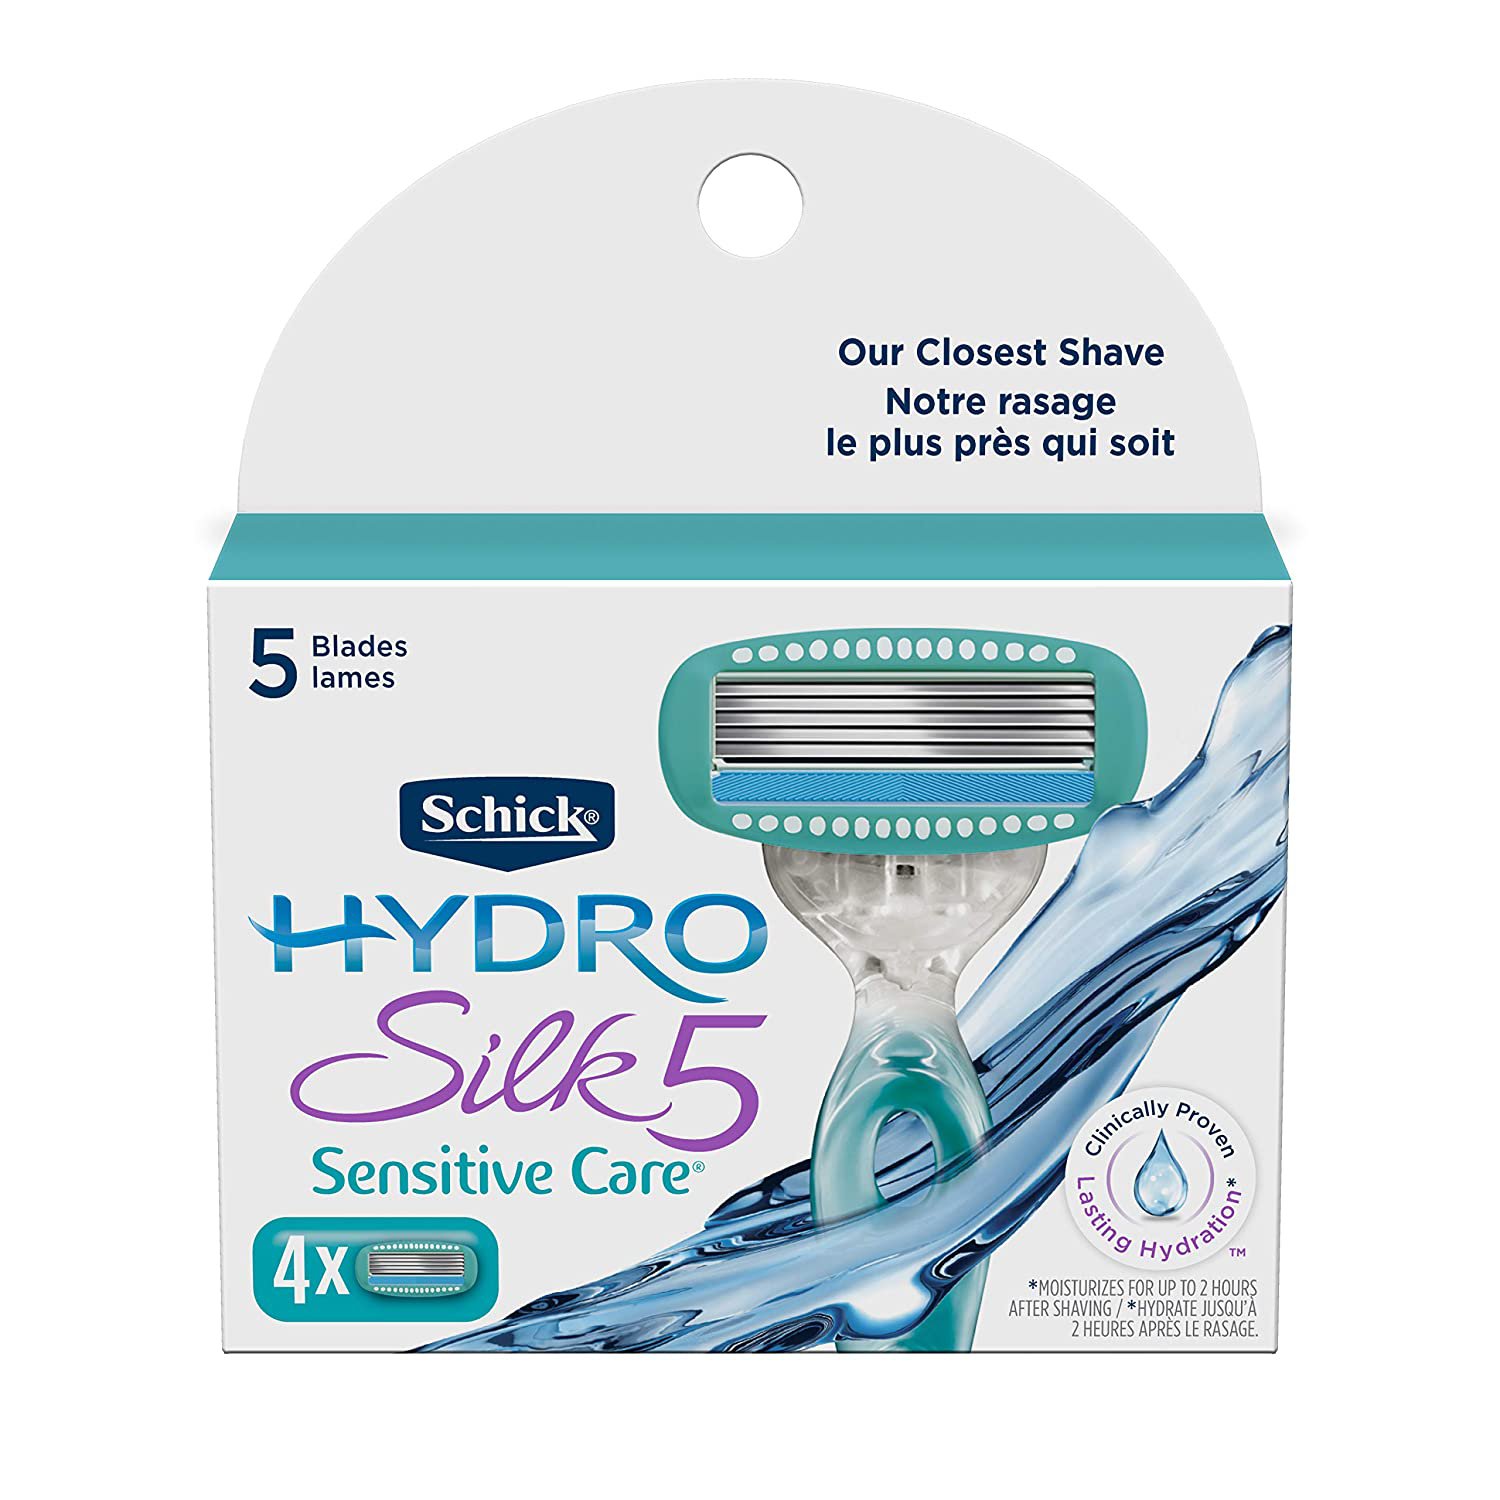 Our Closest Shave
Notre rasage
le plus près qui soit
5 Blades
lames
Schick®
HYDRO
Silk 5
Sensitive Care®
4X
Clinically Proven
Lasting Hydration*™
*MOISTURIZES FOR UP TO 2 HOURS
AFTER SHAVING / *HYDRATE JUSQU'À
2 HEURES APRÈS LE RASAGE.